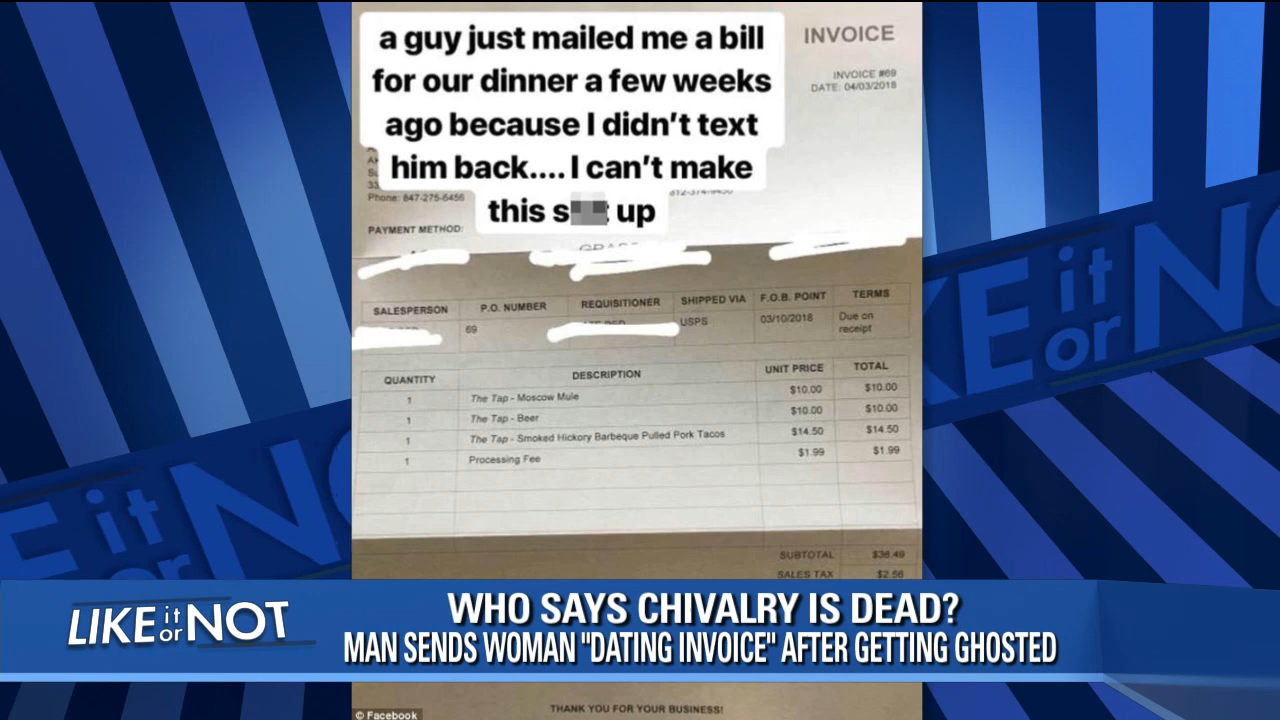 a guy just mailed me a bill
for our dinner a few weeks
ago because I didn't text
him back.... I can't make
this s t up
INVOICE
INVOICE #69
DATE: 04/03/2018
Phone: 847-275-6456
PAYMENT METHOD:
SALESPERSON P.O. NUMBER REQUISITIONER SHIPPED VIA F.O.B. POINT TERMS
69 USPS 03/10/2018 Due on
receipt
QUANTITY DESCRIPTION UNIT PRICE TOTAL
1 The Tap - Moscow Mule $10.00 $10.00
1 The Tap - Beer $10.00 $10.00
1 The Tap - Smoked Hickory Barbeque Pulled Pork Tacos $14.50 $14.50
1 Processing Fee $1.99 $1.99
SUBTOTAL $36.49
SALES TAX $2.56
LIKE it or NOT
WHO SAYS CHIVALRY IS DEAD?
MAN SENDS WOMAN "DATING INVOICE" AFTER GETTING GHOSTED
THANK YOU FOR YOUR BUSINESS!
© Facebook